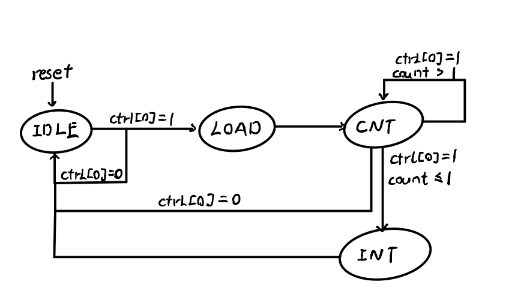 reset
IDLE
ctrl[0]=1
LOAD
ctrl[0]=1
count > 1
CNT
ctrl[0]=0
ctrl[0]=1
count ≤ 1
ctrl[0] = 0
INT